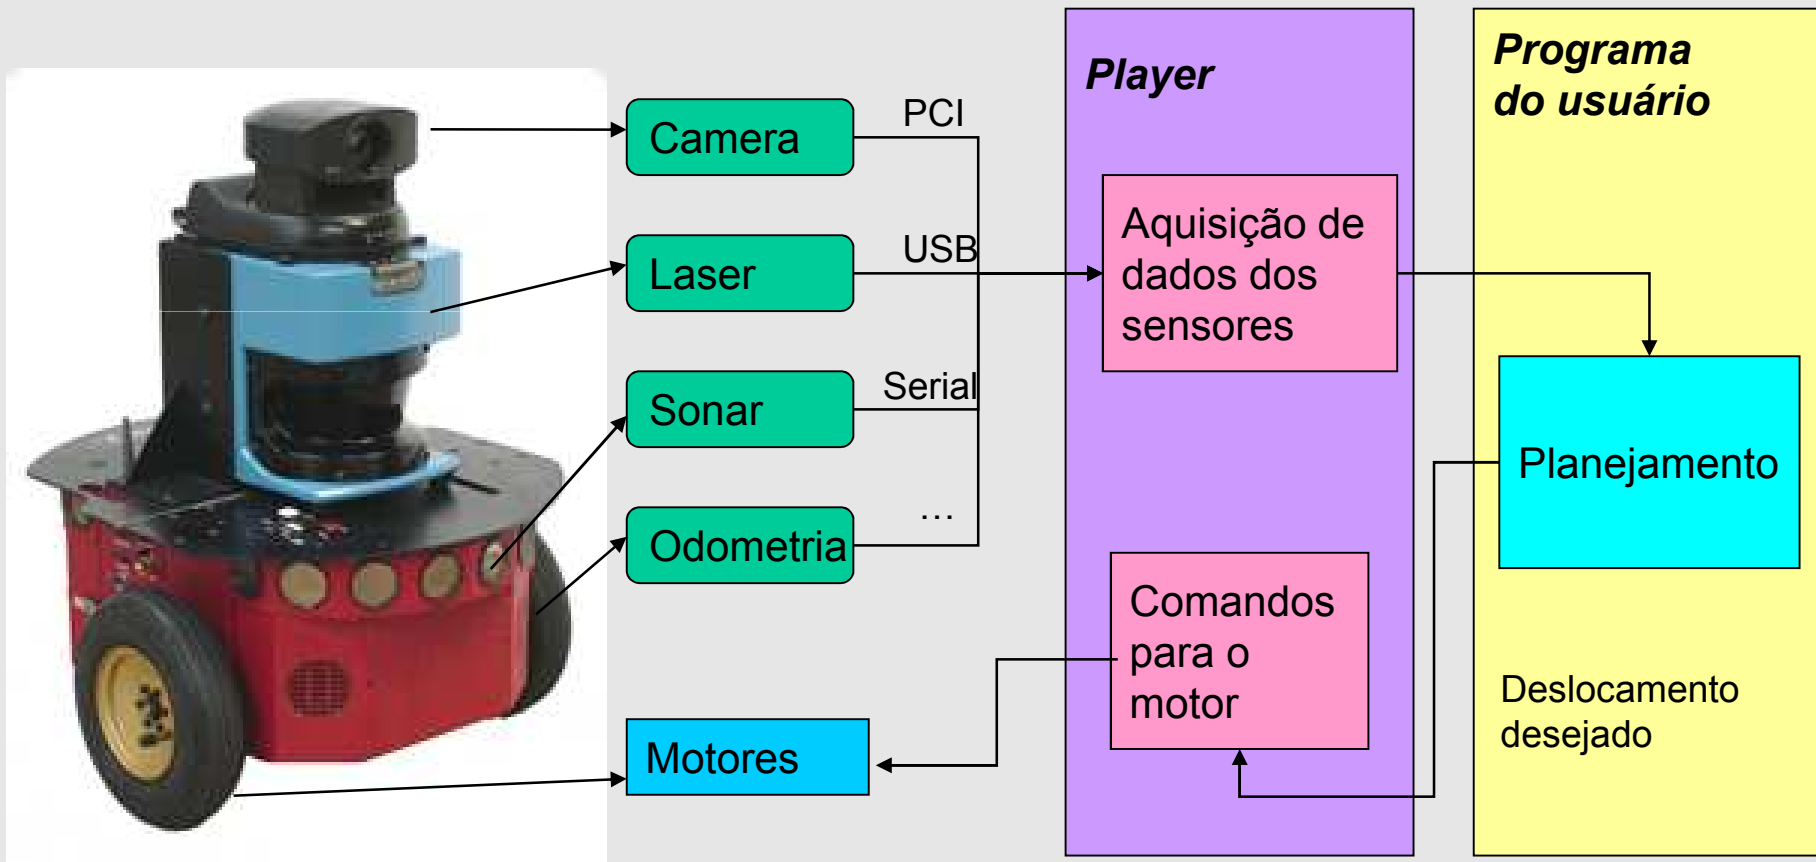 Camera
PCI
Laser
USB
Sonar
Serial
Odometria
...
Motores
Player
Aquisição de
dados dos
sensores
Comandos
para o
motor
Programa
do usuário
Planejamento
Deslocamento
desejado